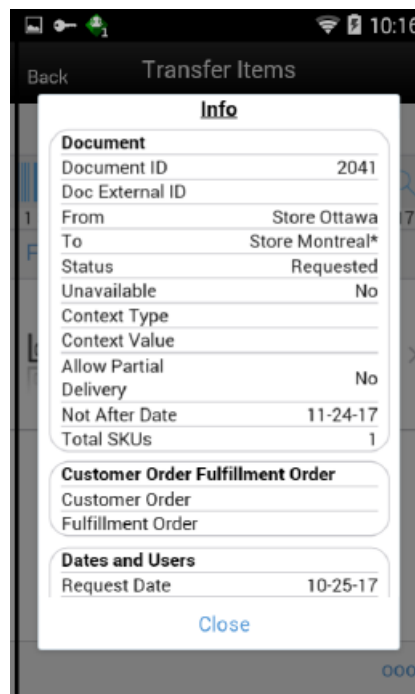 1
10:16
Back
Transfer Items
Info
Document
Document ID 2041
Doc External ID
From Store Ottawa
To Store Montreal*
Status Requested
Unavailable No
Context Type
Context Value
Allow Partial
Delivery No
Not After Date 11-24-17
Total SKUs 1
Customer Order Fulfillment Order
Customer Order
Fulfillment Order
Dates and Users
Request Date 10-25-17
Close